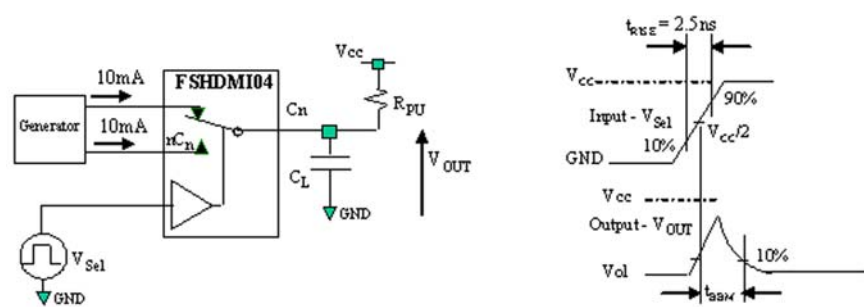 Vcc
FSHDMI04
10mA
Cn
RPU
Generator
10mA
nCn
VOUT
CL
GND
VSel
GND
tRISE = 2.5ns
Vcc
90%
Input - VSel
VCC/2
10%
GND
Vcc
Output - VOUT
10%
Vol
tBBM